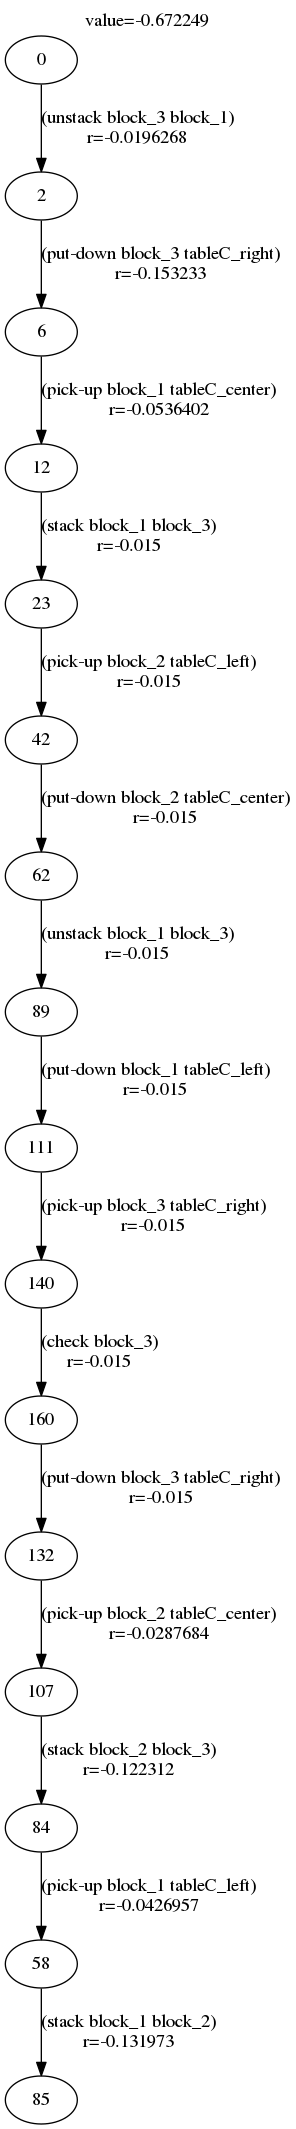 value=-0.672249
0
(unstack block_3 block_1)
r=-0.0196268
2
(put-down block_3 tableC_right)
r=-0.153233
6
(pick-up block_1 tableC_center)
r=-0.0536402
12
(stack block_1 block_3)
r=-0.015
23
(pick-up block_2 tableC_left)
r=-0.015
42
(put-down block_2 tableC_center)
r=-0.015
62
(unstack block_1 block_3)
r=-0.015
89
(put-down block_1 tableC_left)
r=-0.015
111
(pick-up block_3 tableC_right)
r=-0.015
140
(check block_3)
r=-0.015
160
(put-down block_3 tableC_right)
r=-0.015
132
(pick-up block_2 tableC_center)
r=-0.0287684
107
(stack block_2 block_3)
r=-0.122312
84
(pick-up block_1 tableC_left)
r=-0.0426957
58
(stack block_1 block_2)
r=-0.131973
85